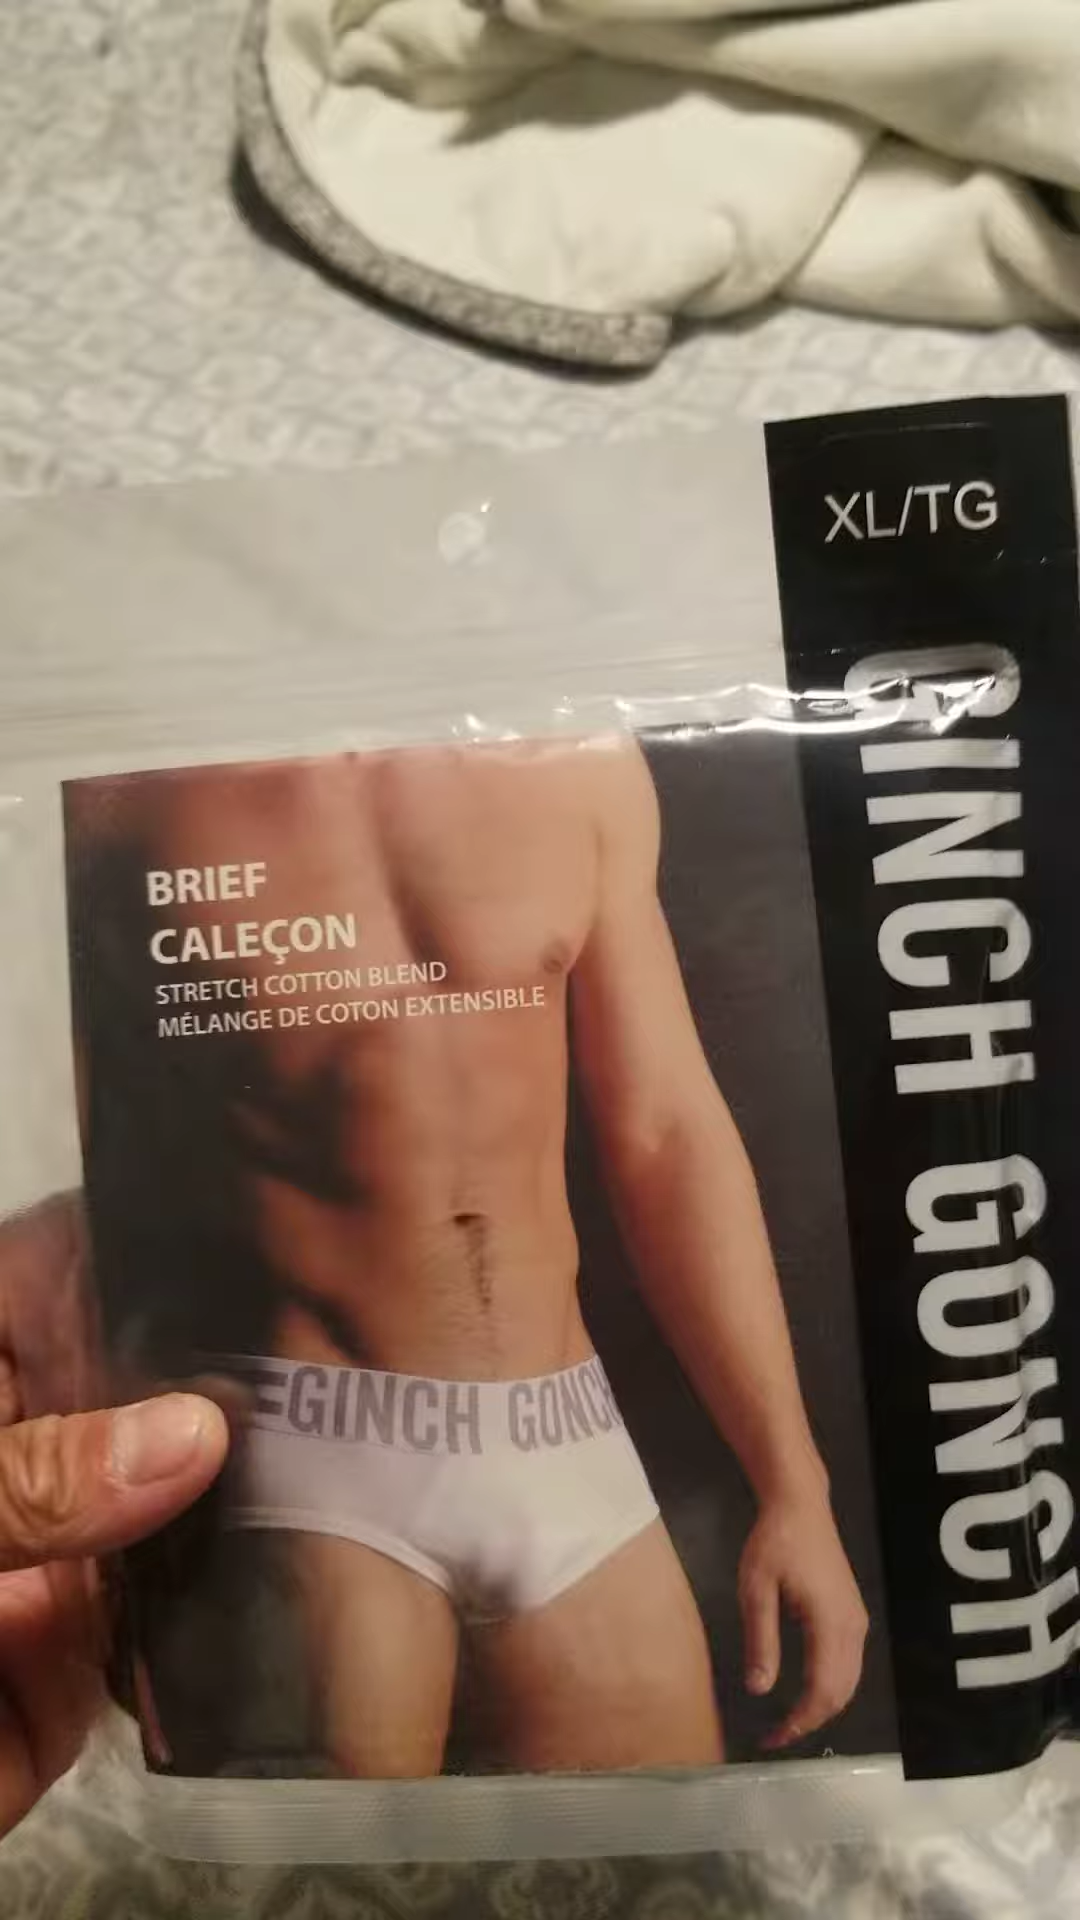 XL/TG
GINCH GONCH
BRIEF
CALEÇON
STRETCH COTTON BLEND
MÉLANGE DE COTON EXTENSIBLE
GINCH GONCH